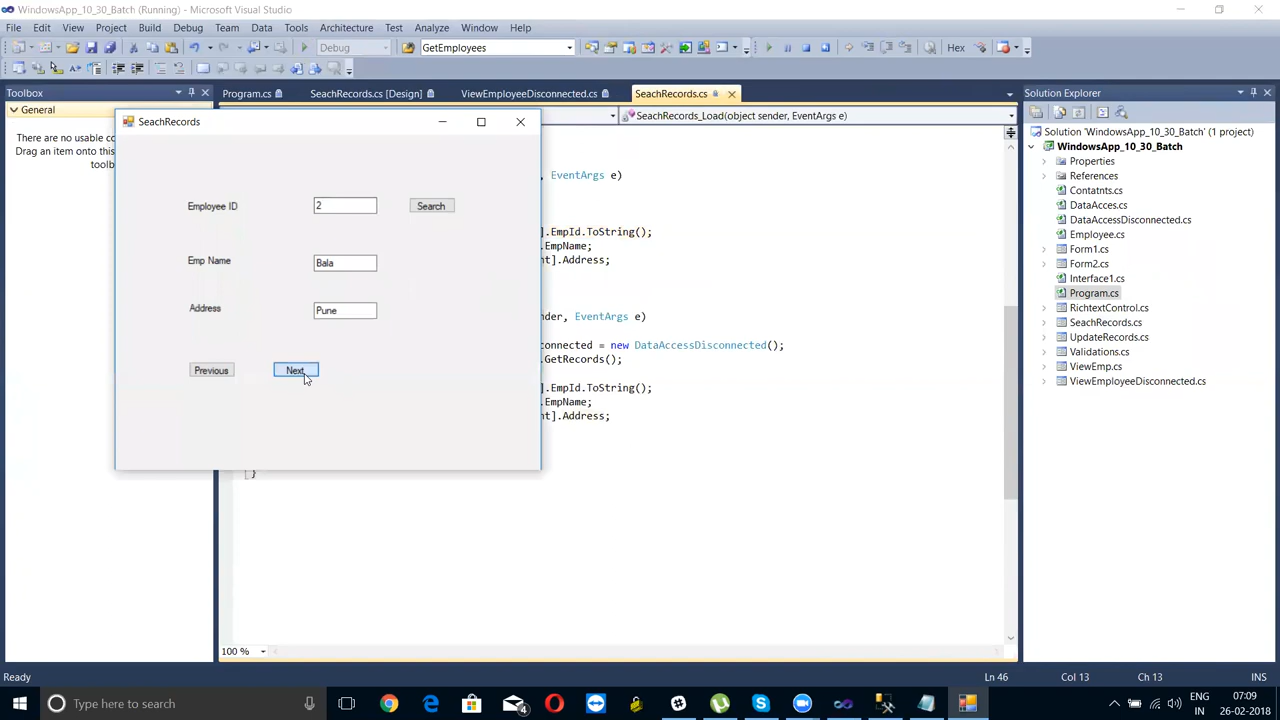 WindowsApp_10_30_Batch (Running) - Microsoft Visual Studio
File Edit View Project Build Debug Team Data Tools Architecture Test Analyze Window Help
Debug GetEmployees Hex
Toolbox
General
There are no usable co
Drag an item onto this
toolb
Program.cs SearchRecords.cs [Design] ViewEmployeeDisconnected.cs SeachRecords.cs
SeachRecords_Load(object sender, EventArgs e)
, EventArgs e)
].EmpId.ToString();
.EmpName;
nt].Address;
nder, EventArgs e)
connected = new DataAccessDisconnected();
.GetRecords();
].EmpId.ToString();
.EmpName;
nt].Address;
}
100 %
SeachRecords
Employee ID 2 Search
Emp Name Bala
Address Pune
Previous Next
Solution Explorer
Solution 'WindowsApp_10_30_Batch' (1 project)
WindowsApp_10_30_Batch
Properties
References
Contatnts.cs
DataAcces.cs
DataAccessDisconnected.cs
Employee.cs
Form1.cs
Form2.cs
Interface1.cs
Program.cs
RichtextControl.cs
SeachRecords.cs
UpdateRecords.cs
Validations.cs
ViewEmp.cs
ViewEmployeeDisconnected.cs
Ready Ln 46 Col 13 Ch 13 INS
Type here to search
4
ENG
IN
07:09
26-02-2018